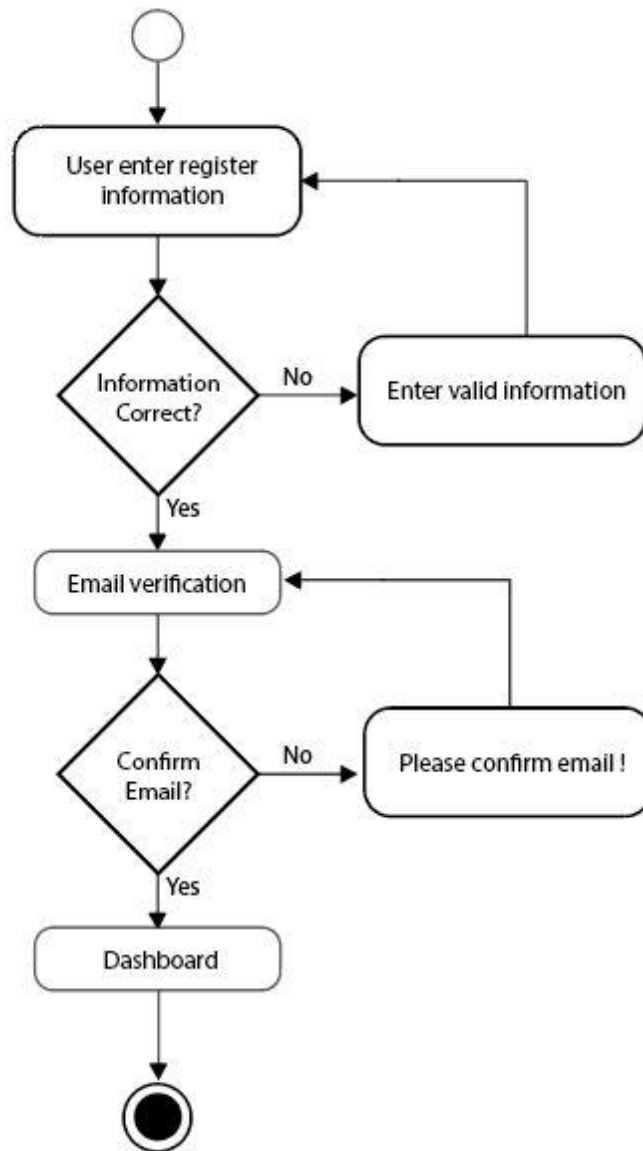 User enter register
information
Information
Correct?
No
Enter valid information
Yes
Email verification
Confirm
Email?
No
Please confirm email !
Yes
Dashboard